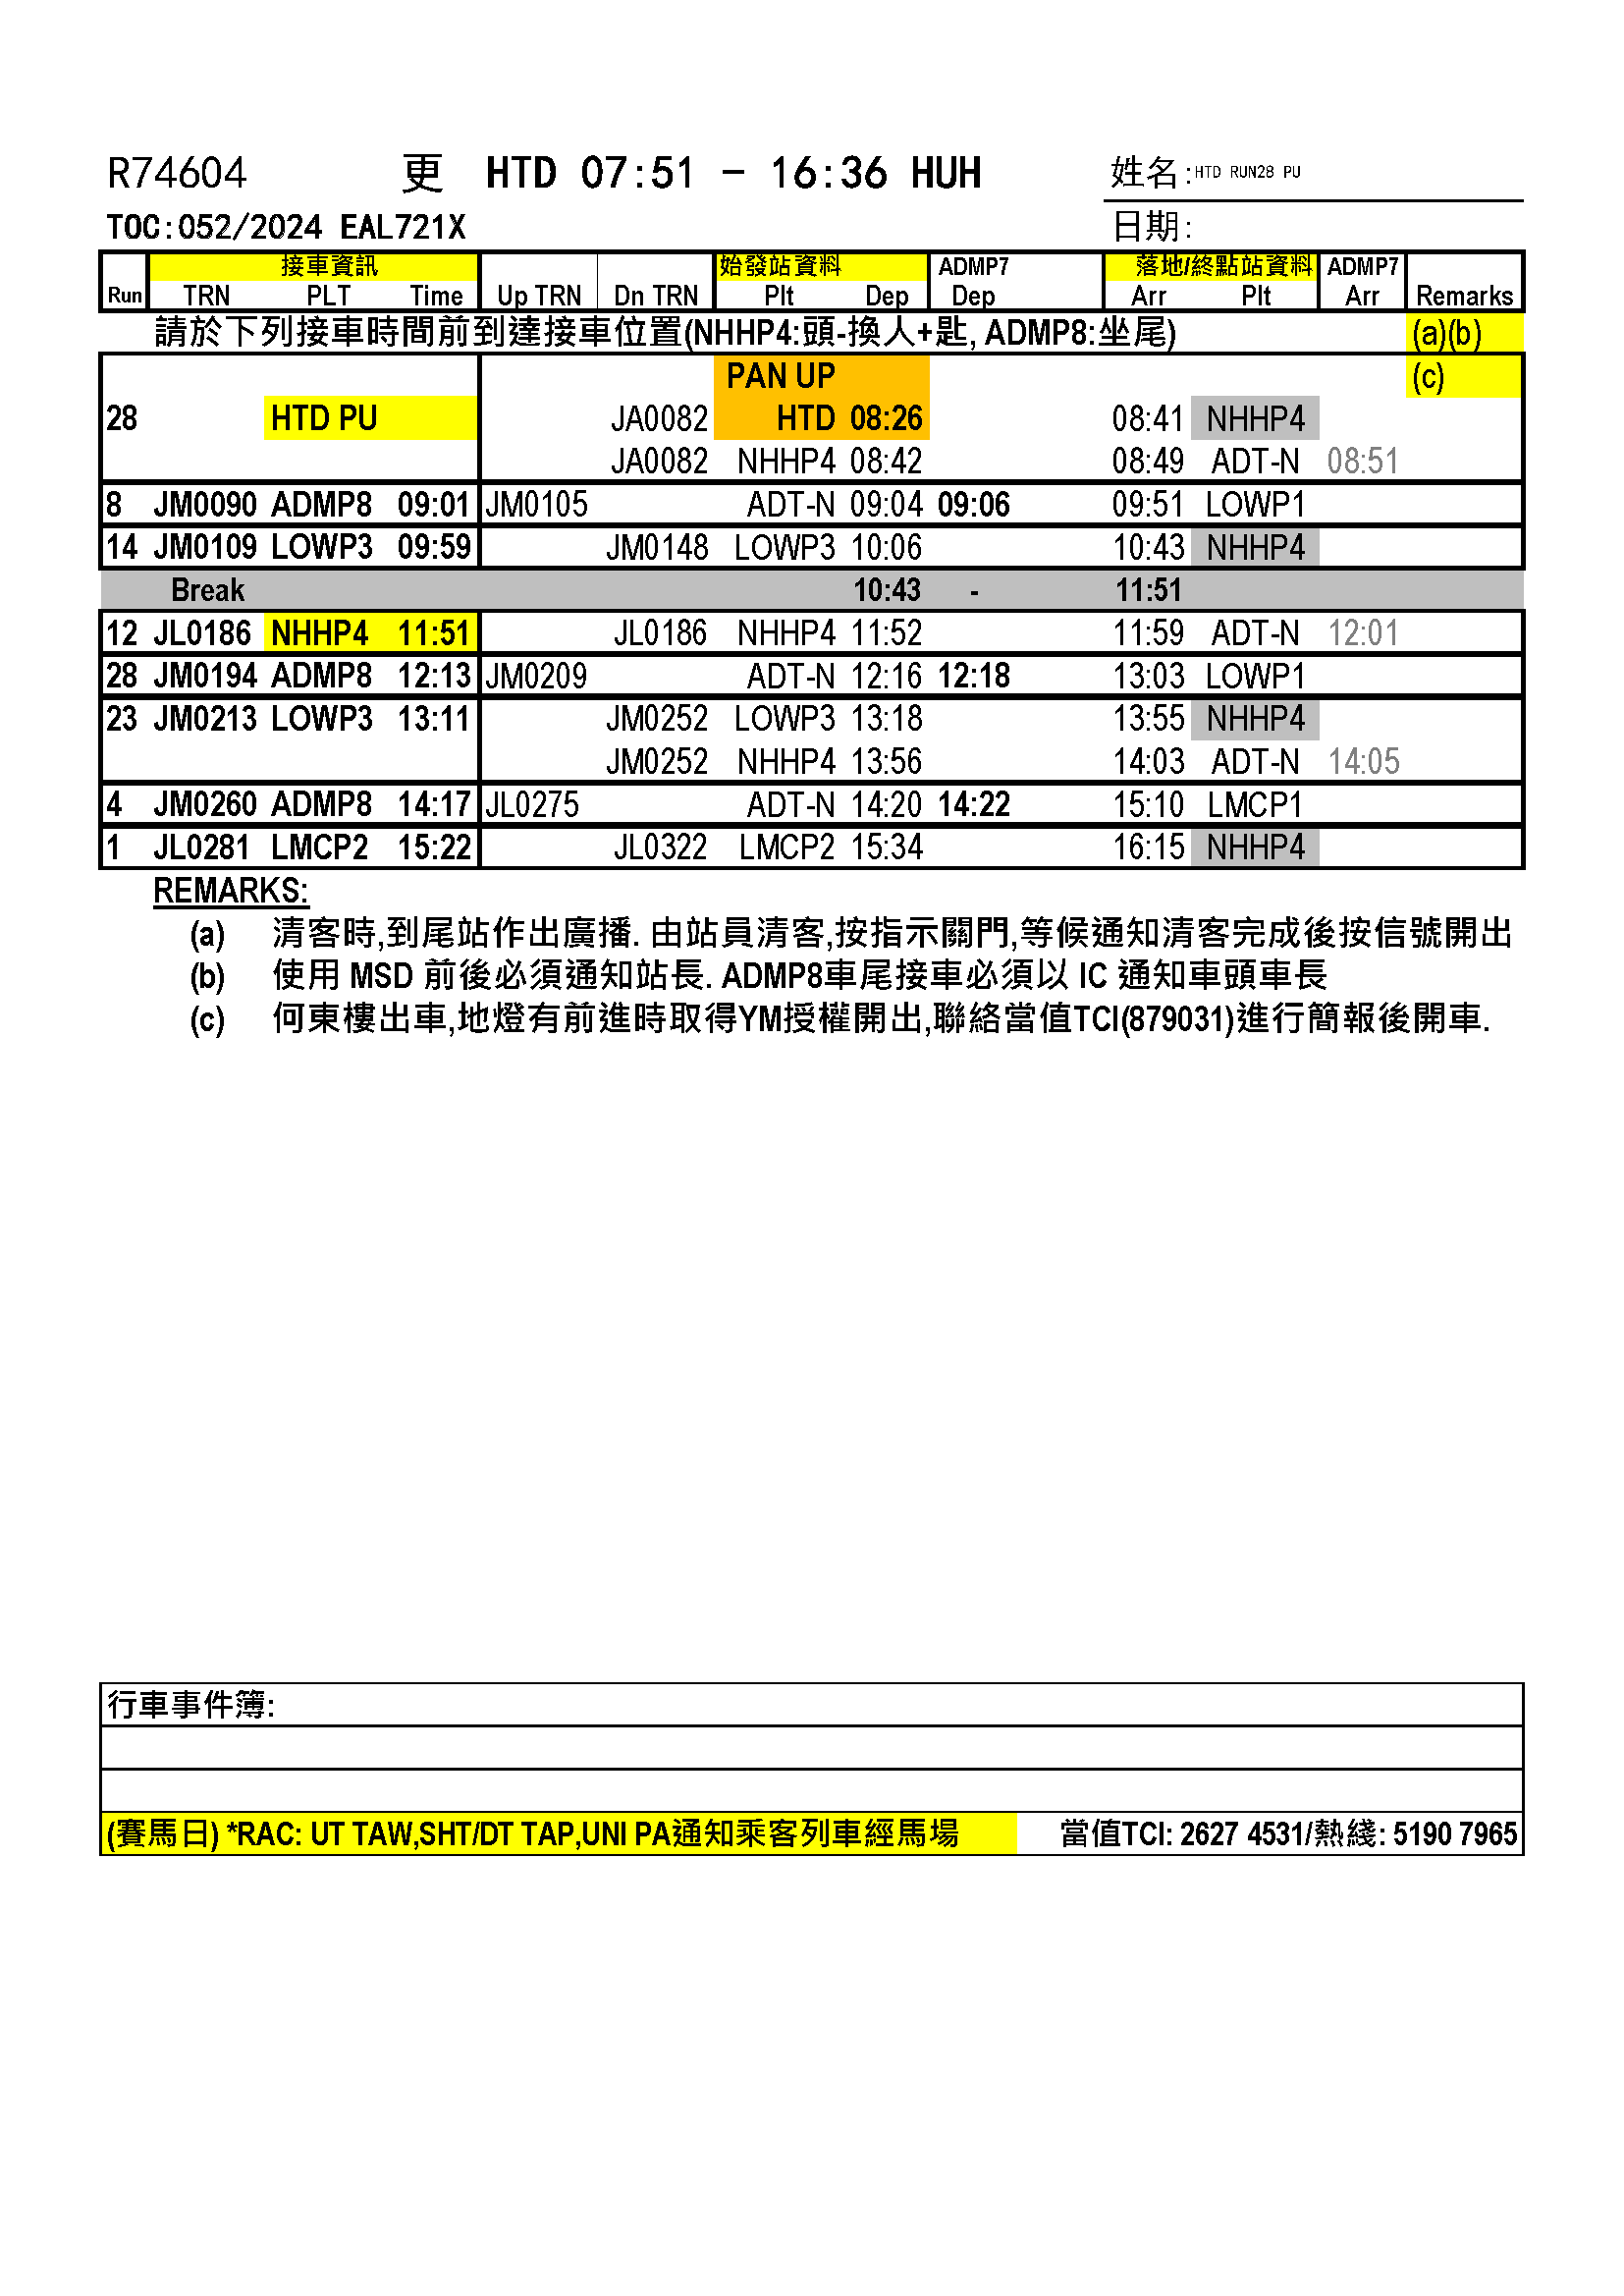 R74604 更 HTD 07:51 - 16:36 HUH 姓名:HTD RUN28 PU
TOC:052/2024 EAL721X 日期:
接車資訊 始發站資料 ADMP7 落地/終點站資料 ADMP7
Run TRN PLT Time Up TRN Dn TRN Plt Dep Dep Arr Plt Arr Remarks
請於下列接車時間前到達接車位置(NHHP4:頭-換人+匙, ADMP8:坐尾) (a)(b)
PAN UP (c)
28 HTD PU JA0082 HTD 08:26 08:41 NHHP4
JA0082 NHHP4 08:42 08:49 ADT-N 08:51
8 JM0090 ADMP8 09:01 JM0105 ADT-N 09:04 09:06 09:51 LOWP1
14 JM0109 LOWP3 09:59 JM0148 LOWP3 10:06 10:43 NHHP4
Break 10:43 - 11:51
12 JL0186 NHHP4 11:51 JL0186 NHHP4 11:52 11:59 ADT-N 12:01
28 JM0194 ADMP8 12:13 JM0209 ADT-N 12:16 12:18 13:03 LOWP1
23 JM0213 LOWP3 13:11 JM0252 LOWP3 13:18 13:55 NHHP4
JM0252 NHHP4 13:56 14:03 ADT-N 14:05
4 JM0260 ADMP8 14:17 JL0275 ADT-N 14:20 14:22 15:10 LMCP1
1 JL0281 LMCP2 15:22 JL0322 LMCP2 15:34 16:15 NHHP4
REMARKS:
(a) 清客時,到尾站作出廣播. 由站員清客,按指示關門,等候通知清客完成後按信號開出
(b) 使用 MSD 前後必須通知站長. ADMP8車尾接車必須以 IC 通知車頭車長
(c) 何東樓出車,地燈有前進時取得YM授權開出,聯絡當值TCI(879031)進行簡報後開車.
行車事件簿:
(賽馬日) *RAC: UT TAW,SHT/DT TAP,UNI PA通知乘客列車經馬場 當值TCI: 2627 4531/熱綫: 5190 7965